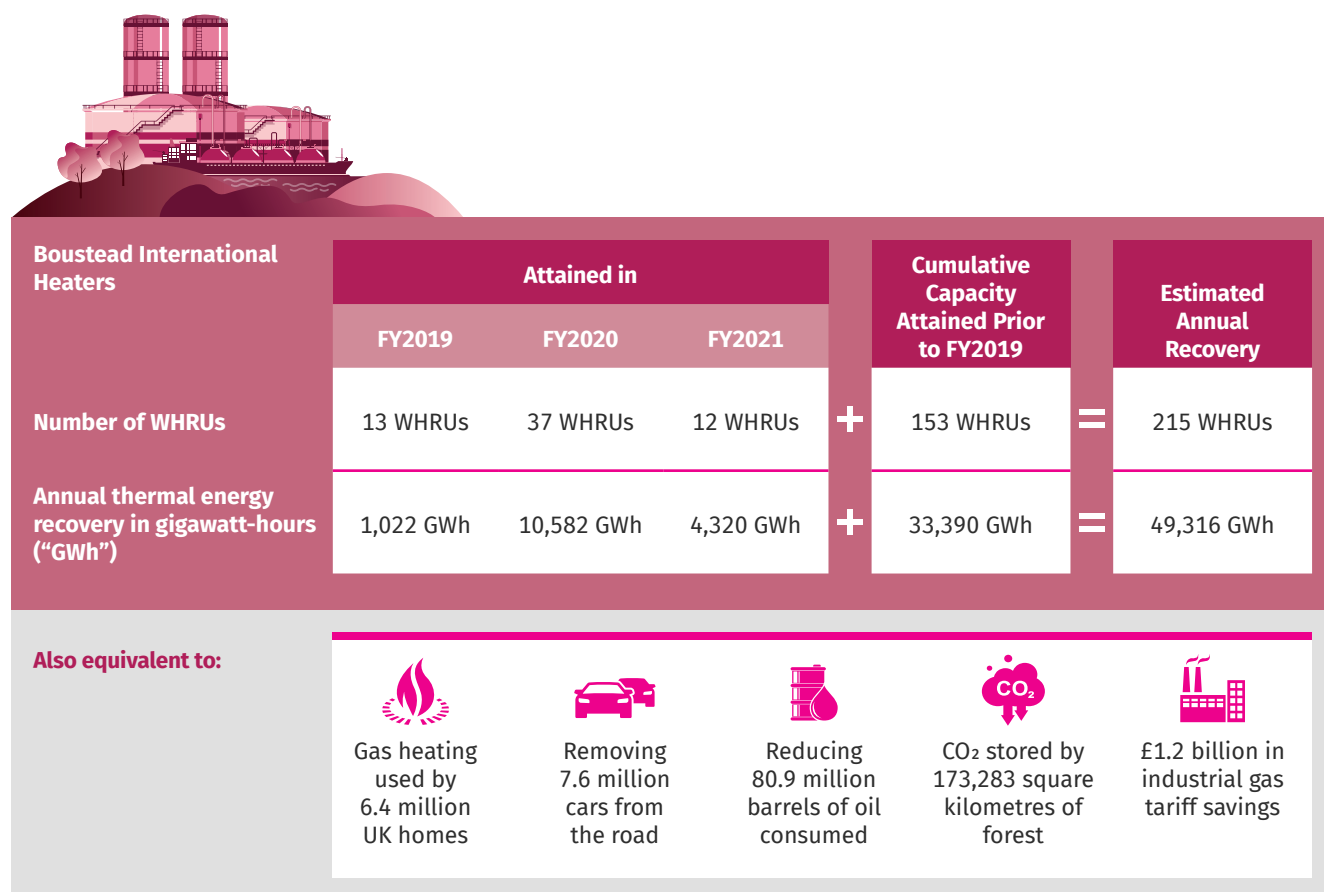 Boustead International
Heaters
Attained in
FY2019
FY2020
FY2021
Cumulative
Capacity
Attained Prior
to FY2019
Estimated
Annual
Recovery
Number of WHRUs
13 WHRUs
37 WHRUs
12 WHRUs
+
153 WHRUs
=
215 WHRUs
Annual thermal energy
recovery in gigawatt-hours
(“GWh”)
1,022 GWh
10,582 GWh
4,320 GWh
+
33,390 GWh
=
49,316 GWh
Also equivalent to:
Gas heating
used by
6.4 million
UK homes
Removing
7.6 million
cars from
the road
Reducing
80.9 million
barrels of oil
consumed
CO₂
CO₂ stored by
173,283 square
kilometres of
forest
£1.2 billion in
industrial gas
tariff savings